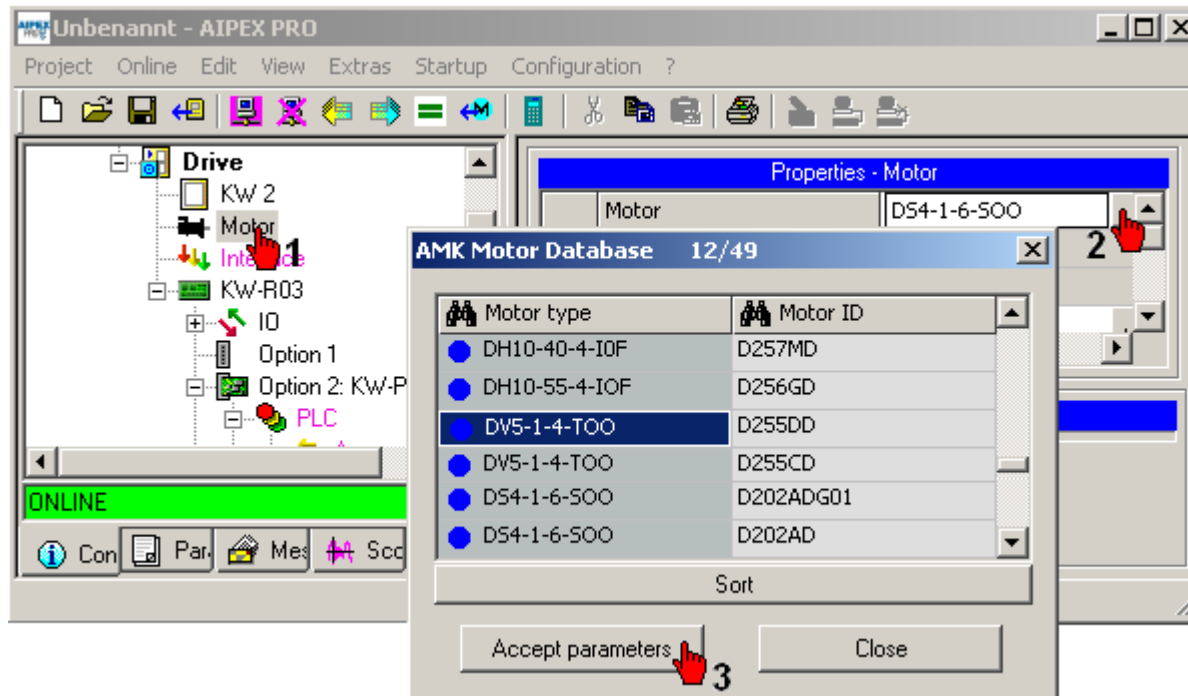 Unbenannt - AIPEX PRO
Project Online Edit View Extras Startup Configuration ?
Drive
KW 2
Motor
1
KW-R03
IO
Option 1
Option 2: KW-P
PLC
ONLINE
Con
Par
Me
Sco
Properties - Motor
Motor DS4-1-6-SOO
2
AMK Motor Database 12/49
Motor type Motor ID
DH10-40-4-I0F D257MD
DH10-55-4-IOF D256GD
DV5-1-4-TOO D255DD
DV5-1-4-TOO D255CD
DS4-1-6-SOO D202ADG01
DS4-1-6-SOO D202AD
Sort
Accept parameters Close
3